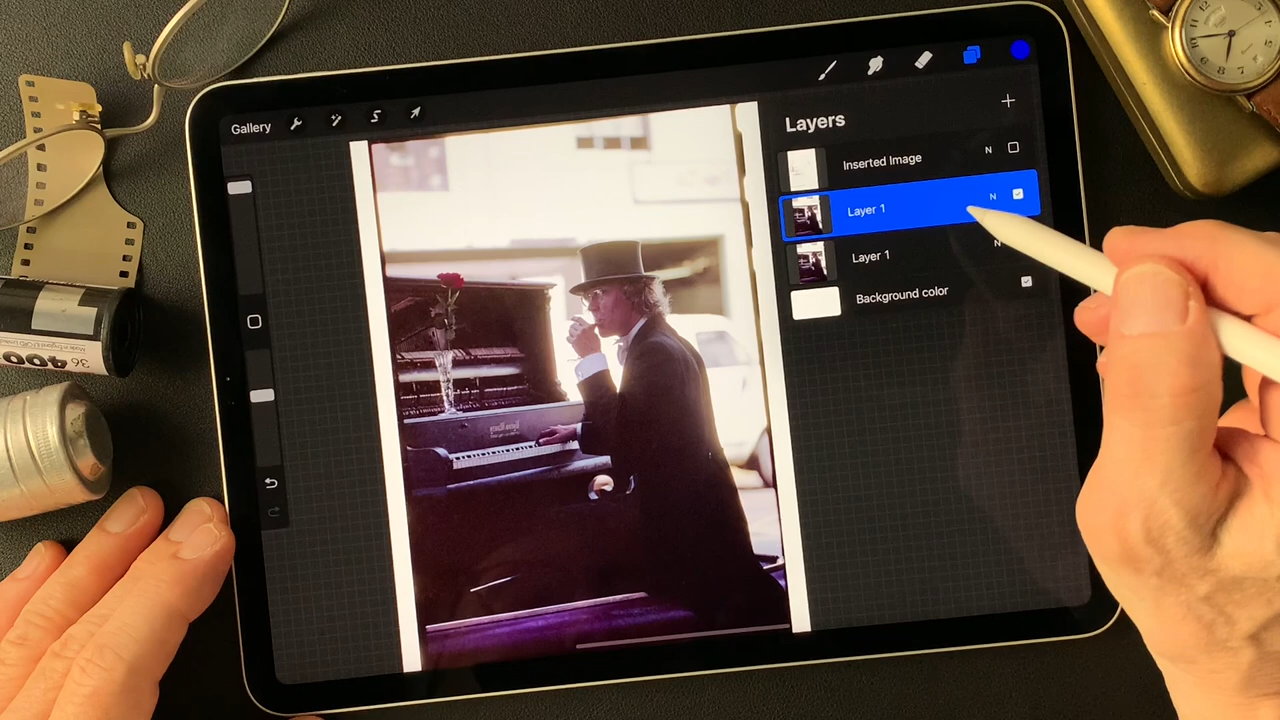 Gallery
Layers
Inserted Image N
Layer 1 N
Layer 1 N
Background color
36 400